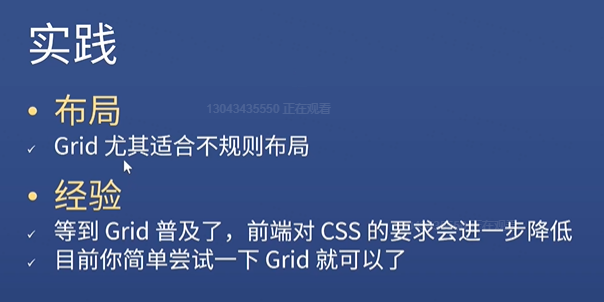 实践
布局
13043435550 正在观看
Grid 尤其适合不规则布局
经验
等到 Grid 普及了，前端对 CSS 的要求会进一步降低
目前你简单尝试一下 Grid 就可以了